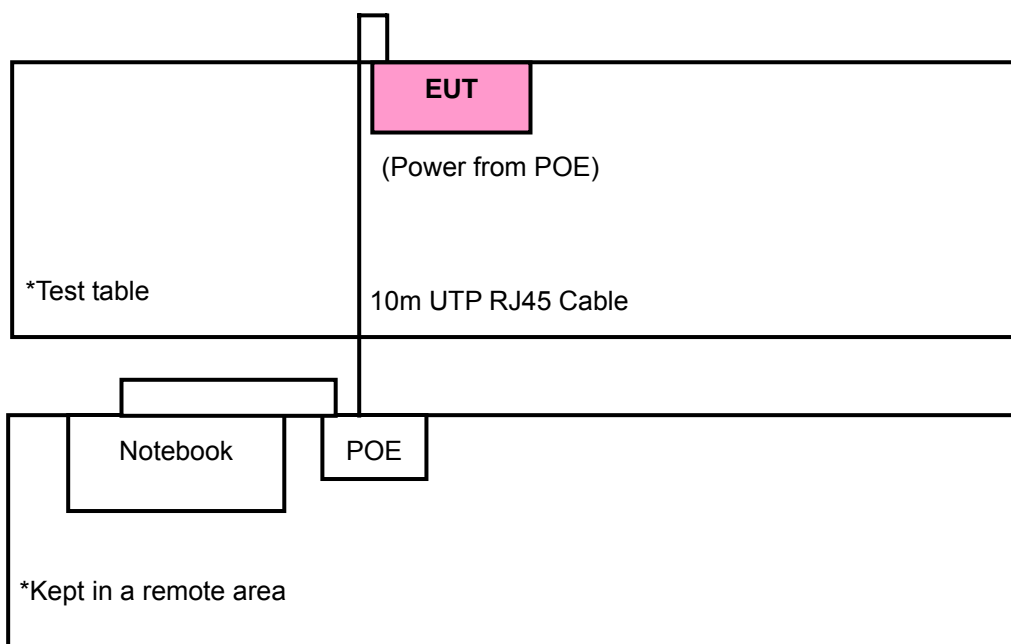 EUT
(Power from POE)
*Test table
10m UTP RJ45 Cable
Notebook
POE
*Kept in a remote area